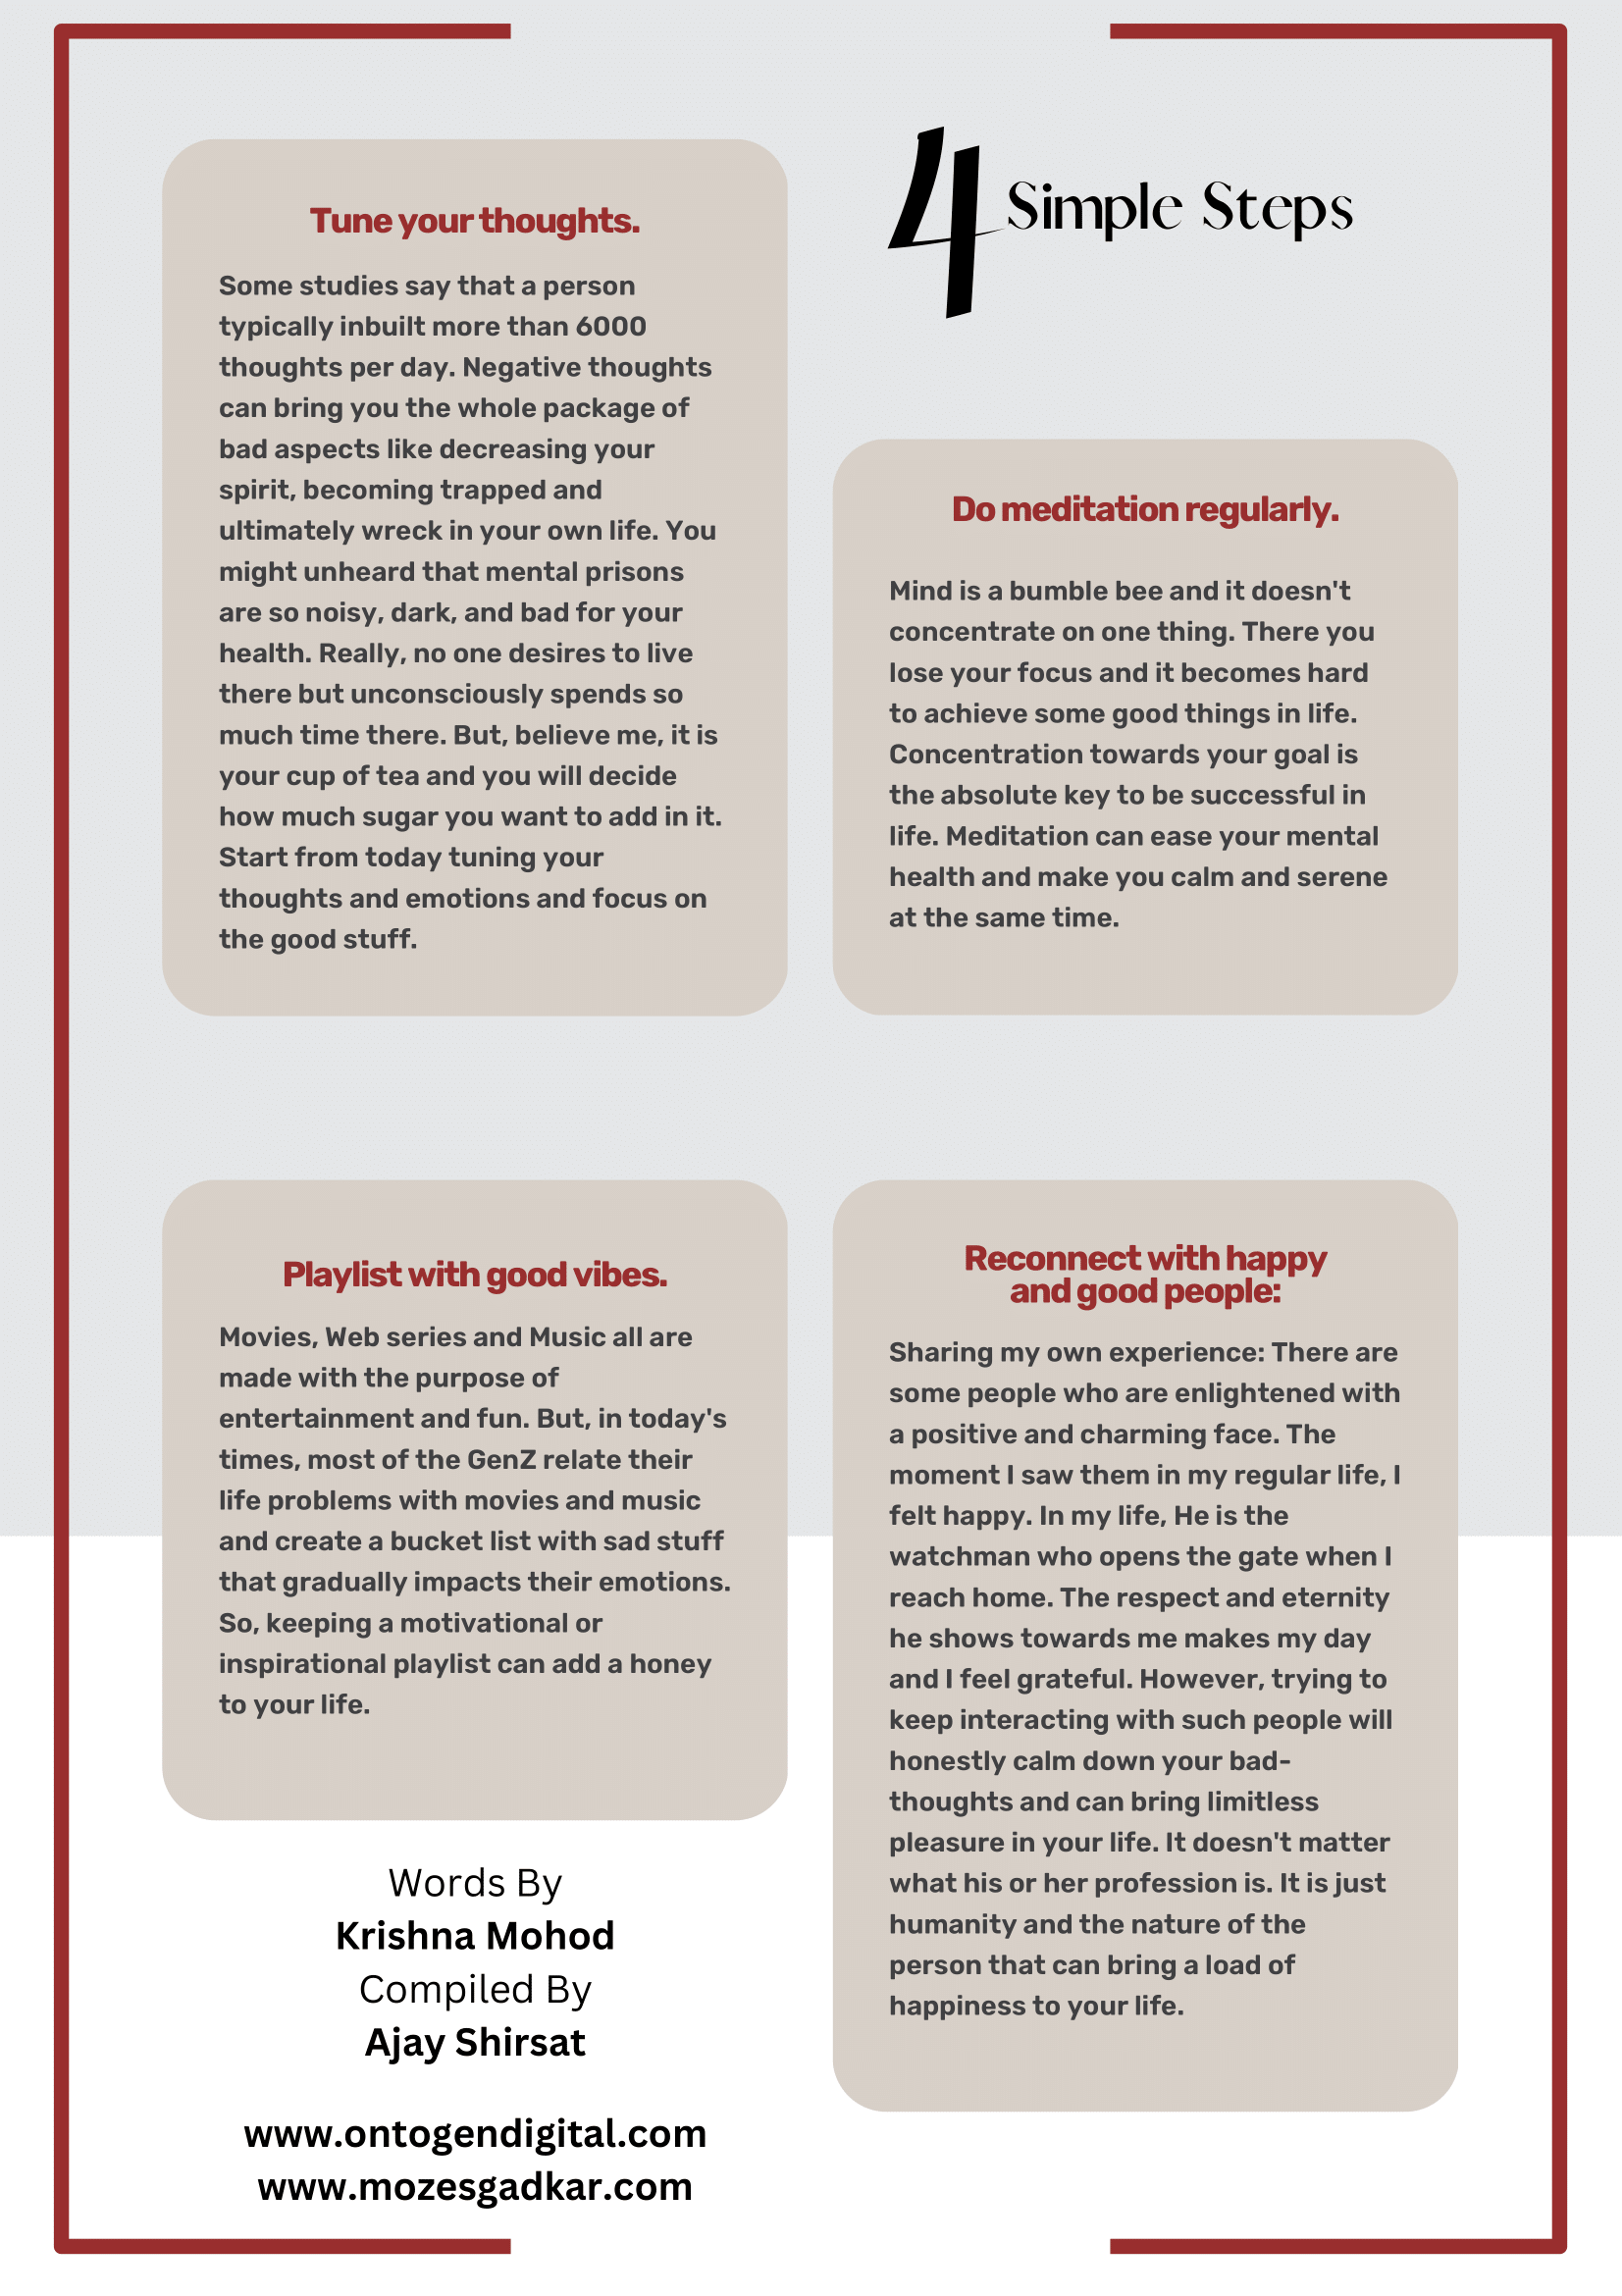 4 Simple Steps
Tune your thoughts.
Some studies say that a person
typically inbuilt more than 6000
thoughts per day. Negative thoughts
can bring you the whole package of
bad aspects like decreasing your
spirit, becoming trapped and
ultimately wreck in your own life. You
might unheard that mental prisons
are so noisy, dark, and bad for your
health. Really, no one desires to live
there but unconsciously spends so
much time there. But, believe me, it is
your cup of tea and you will decide
how much sugar you want to add in it.
Start from today tuning your
thoughts and emotions and focus on
the good stuff.
Do meditation regularly.
Mind is a bumble bee and it doesn't
concentrate on one thing. There you
lose your focus and it becomes hard
to achieve some good things in life.
Concentration towards your goal is
the absolute key to be successful in
life. Meditation can ease your mental
health and make you calm and serene
at the same time.
Playlist with good vibes.
Movies, Web series and Music all are
made with the purpose of
entertainment and fun. But, in today's
times, most of the GenZ relate their
life problems with movies and music
and create a bucket list with sad stuff
that gradually impacts their emotions.
So, keeping a motivational or
inspirational playlist can add a honey
to your life.
Reconnect with happy
and good people:
Sharing my own experience: There are
some people who are enlightened with
a positive and charming face. The
moment I saw them in my regular life, I
felt happy. In my life, He is the
watchman who opens the gate when I
reach home. The respect and eternity
he shows towards me makes my day
and I feel grateful. However, trying to
keep interacting with such people will
honestly calm down your bad-
thoughts and can bring limitless
pleasure in your life. It doesn't matter
what his or her profession is. It is just
humanity and the nature of the
person that can bring a load of
happiness to your life.
Words By
Krishna Mohod
Compiled By
Ajay Shirsat
www.ontogendigital.com
www.mozesgadkar.com